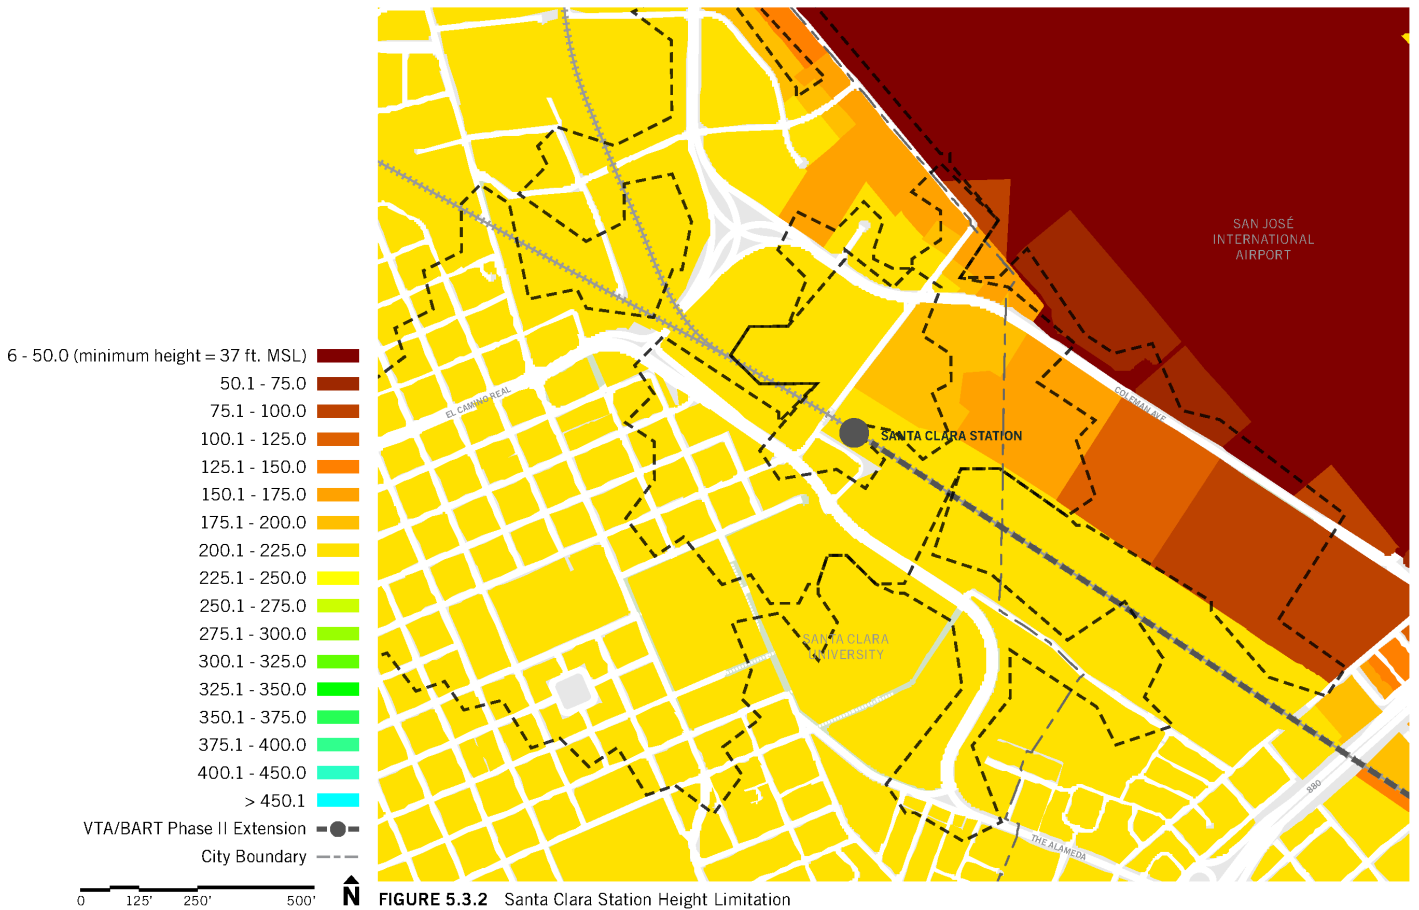 SAN JOSÉ
INTERNATIONAL
AIRPORT
6 - 50.0 (minimum height = 37 ft. MSL)
50.1 - 75.0
75.1 - 100.0
100.1 - 125.0
125.1 - 150.0
150.1 - 175.0
175.1 - 200.0
200.1 - 225.0
225.1 - 250.0
250.1 - 275.0
275.1 - 300.0
300.1 - 325.0
325.1 - 350.0
350.1 - 375.0
375.1 - 400.0
400.1 - 450.0
> 450.1
VTA/BART Phase II Extension
City Boundary
EL CAMINO REAL
COLEMAN AVE
SANTA CLARA STATION
SANTA CLARA
UNIVERSITY
880
THE ALAMEDA
0 125' 250' 500'
N
FIGURE 5.3.2 Santa Clara Station Height Limitation